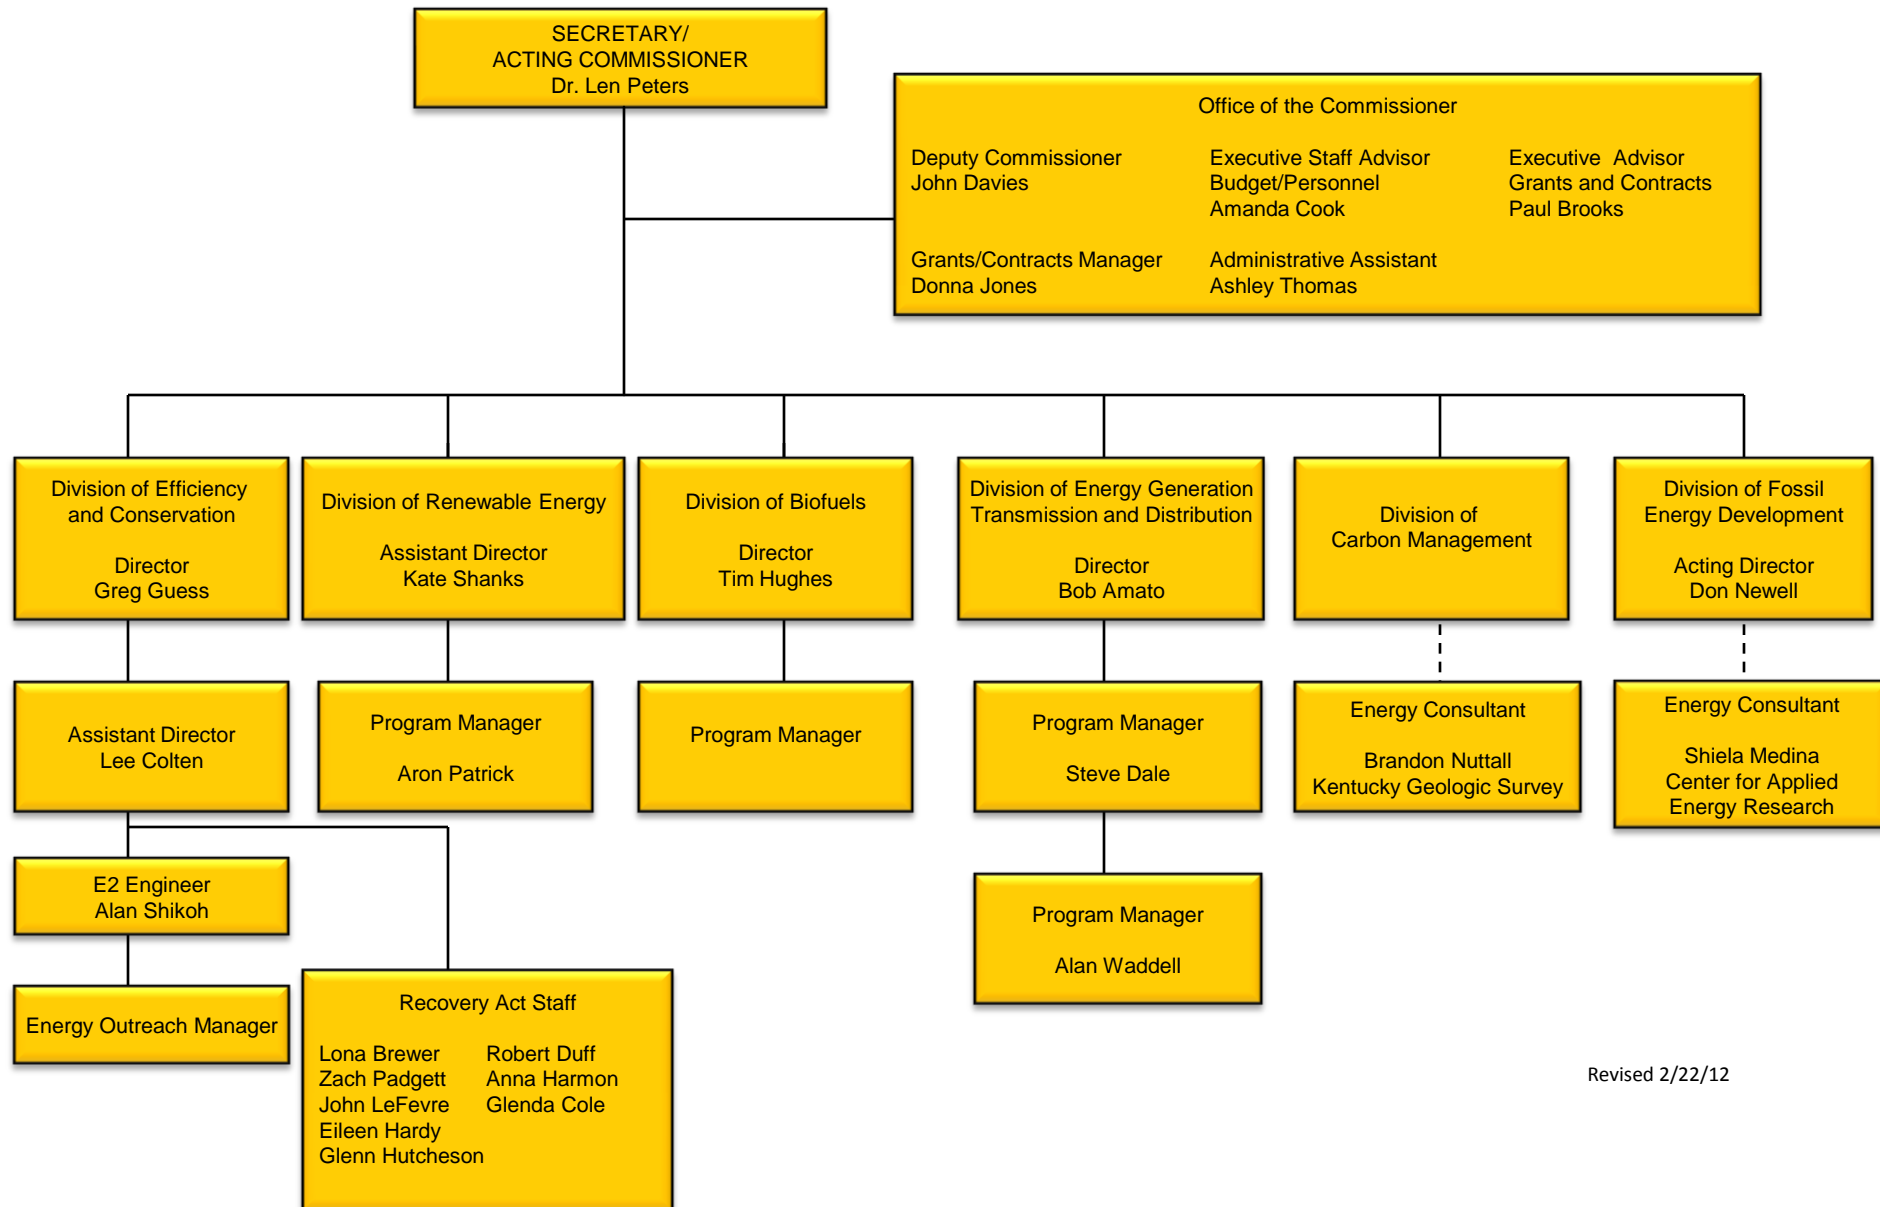 SECRETARY/
ACTING COMMISSIONER
Dr. Len Peters
Office of the Commissioner
Deputy Commissioner
John Davies
Executive Staff Advisor
Budget/Personnel
Amanda Cook
Executive  Advisor
Grants and Contracts
Paul Brooks
Grants/Contracts Manager
Donna Jones
Administrative Assistant
Ashley Thomas
Division of Efficiency
and Conservation
Director
Greg Guess
Division of Renewable Energy
Assistant Director
Kate Shanks
Division of Biofuels
Director
Tim Hughes
Division of Energy Generation
Transmission and Distribution
Director
Bob Amato
Division of
Carbon Management
Division of Fossil
Energy Development
Acting Director
Don Newell
Assistant Director
Lee Colten
Program Manager
Aron Patrick
Program Manager
Program Manager
Steve Dale
Energy Consultant
Brandon Nuttall
Kentucky Geologic Survey
Energy Consultant
Shiela Medina
Center for Applied
Energy Research
E2 Engineer
Alan Shikoh
Program Manager
Alan Waddell
Energy Outreach Manager
Recovery Act Staff
Lona Brewer
Zach Padgett
John LeFevre
Eileen Hardy
Glenn Hutcheson
Robert Duff
Anna Harmon
Glenda Cole
Revised 2/22/12